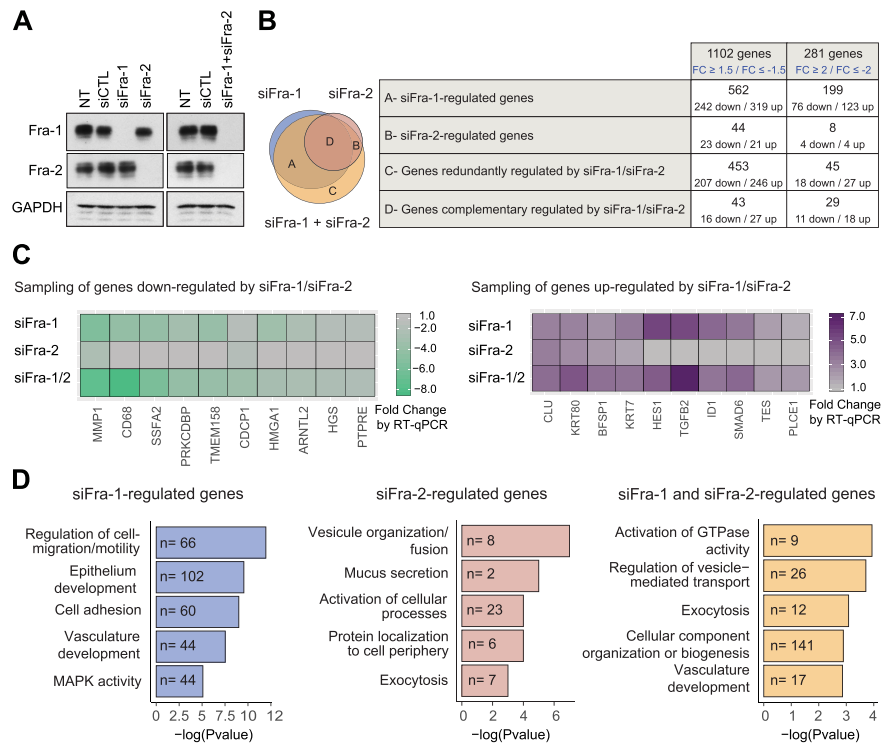 A
NT
siCTL
siFra-1
siFra-2
NT
siCTL
siFra-1+siFra-2
Fra-1
Fra-2
GAPDH
B
siFra-1
siFra-2
A
D
B
C
siFra-1 + siFra-2
1102 genes
FC ≥ 1.5 / FC ≤ -1.5
281 genes
FC ≥ 2 / FC ≤ -2
A- siFra-1-regulated genes
562
242 down / 319 up
199
76 down / 123 up
B- siFra-2-regulated genes
44
23 down / 21 up
8
4 down / 4 up
C- Genes redundantly regulated by siFra-1/siFra-2
453
207 down / 246 up
45
18 down / 27 up
D- Genes complementary regulated by siFra-1/siFra-2
43
16 down / 27 up
29
11 down / 18 up
C
Sampling of genes down-regulated by siFra-1/siFra-2
siFra-1
siFra-2
siFra-1/2
MMP1
CD68
SSFA2
PRKCDBP
TMEM158
CDCP1
HMGA1
ARNTL2
HGS
PTPRE
1.0
−2.0
−4.0
−6.0
−8.0
Fold Change
by RT-qPCR
Sampling of genes up-regulated by siFra-1/siFra-2
siFra-1
siFra-2
siFra-1/2
CLU
KRT80
BFSP1
KRT7
HES1
TGFB2
ID1
SMAD6
TES
PLCE1
7.0
5.0
3.0
1.0
Fold Change
by RT-qPCR
D
siFra-1-regulated genes
Regulation of cell-
migration/motility
n= 66
Epithelium
development
n= 102
Cell adhesion
n= 60
Vasculature
development
n= 44
MAPK activity
n= 44
0 2.5 5 7.5 10 12
−log(Pvalue)
siFra-2-regulated genes
Vesicule organization/
fusion
n= 8
Mucus secretion
n= 2
Activation of cellular
processes
n= 23
Protein localization
to cell periphery
n= 6
Exocytosis
n= 7
0 2 4 6
−log(Pvalue)
siFra-1 and siFra-2-regulated genes
Activation of GTPase
activity
n= 9
Regulation of vesicle−
mediated transport
n= 26
Exocytosis
n= 12
Cellular component
organization or biogenesis
n= 141
Vasculature
development
n= 17
0 1 2 3 4
−log(Pvalue)